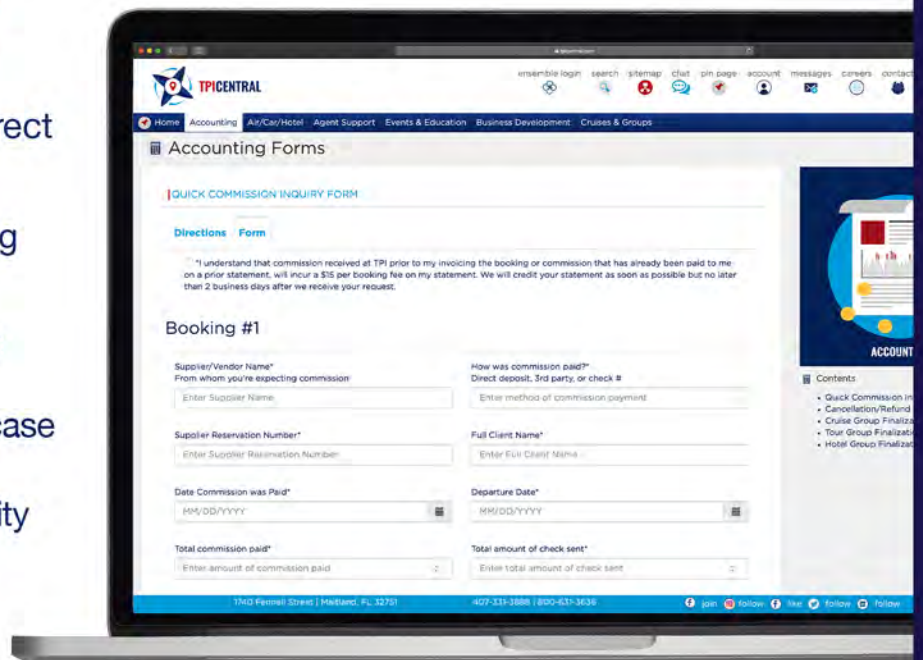 rect
g
case
ity
ensemble login search sitemap chat pin page account messages careers contact
TPICENTRAL
Home Accounting Air/Car/Hotel Agent Support Events & Education Business Development Cruises & Groups
Accounting Forms
QUICK COMMISSION INQUIRY FORM
Directions Form
*I understand that commission received at TPI prior to my invoicing the booking or commission that has already been paid to me
on a prior statement, will incur a $15 per booking fee on my statement. We will credit your statement as soon as possible but no later
than 2 business days after we receive your request.
Booking #1
Supplier/Vendor Name*
From whom you're expecting commission
Enter Supplier Name
How was commission paid?*
Direct deposit, 3rd party, or check #
Enter method of commission payment
Supplier Reservation Number*
Enter Supplier Reservation Number
Full Client Name*
Enter Full Client Name
Date Commission was Paid*
MM/DD/YYYY
Departure Date*
MM/DD/YYYY
Total commission paid*
Enter amount of commission paid
Total amount of check sent*
Enter total amount of check sent
ACCOUNT
Contents
Quick Commission In
Cancellation/Refund
Cruise Group Finaliza
Tour Group Finalizati
Hotel Group Finalizat
1740 Fennell Street | Maitland, FL 32751 407-331-3888 | 800-631-3636 join follow like follow follow